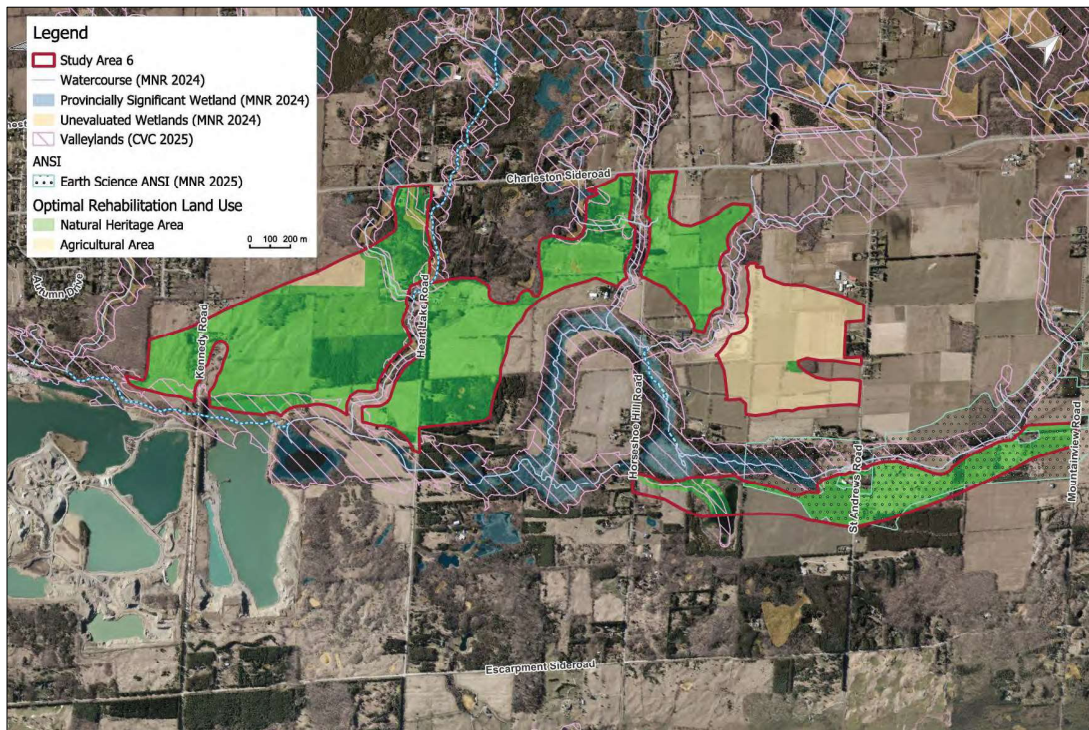 Legend
Study Area 6
Watercourse (MNR 2024)
Provincially Significant Wetland (MNR 2024)
Unevaluated Wetlands (MNR 2024)
Valleylands (CVC 2025)
ANSI
Earth Science ANSI (MNR 2025)
Optimal Rehabilitation Land Use
Natural Heritage Area
Agricultural Area
0 100 200 m
Charleston Sideroad
Autumn Drive
Kennedy Road
Heart Lake Road
Horseshoe Hill Road
St Andrews Road
Mountainview Road
Escarpment Sideroad